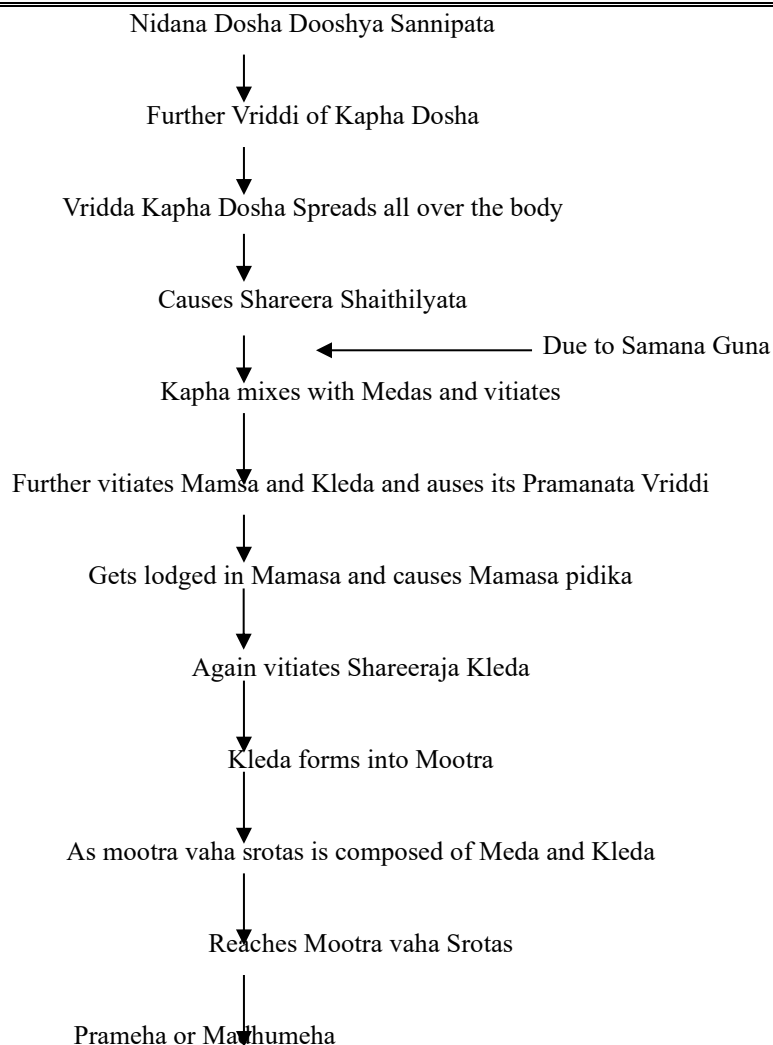 Nidana Dosha Dooshya Sannipata
Further Vriddi of Kapha Dosha
Vridda Kapha Dosha Spreads all over the body
Causes Shareera Shaithilyata
Due to Samana Guna
Kapha mixes with Medas and vitiates
Further vitiates Mamsa and Kleda and auses its Pramanata Vriddi
Gets lodged in Mamasa and causes Mamasa pidika
Again vitiates Shareeraja Kleda
Kleda forms into Mootra
As mootra vaha srotas is composed of Meda and Kleda
Reaches Mootra vaha Srotas
Prameha or Madhumeha